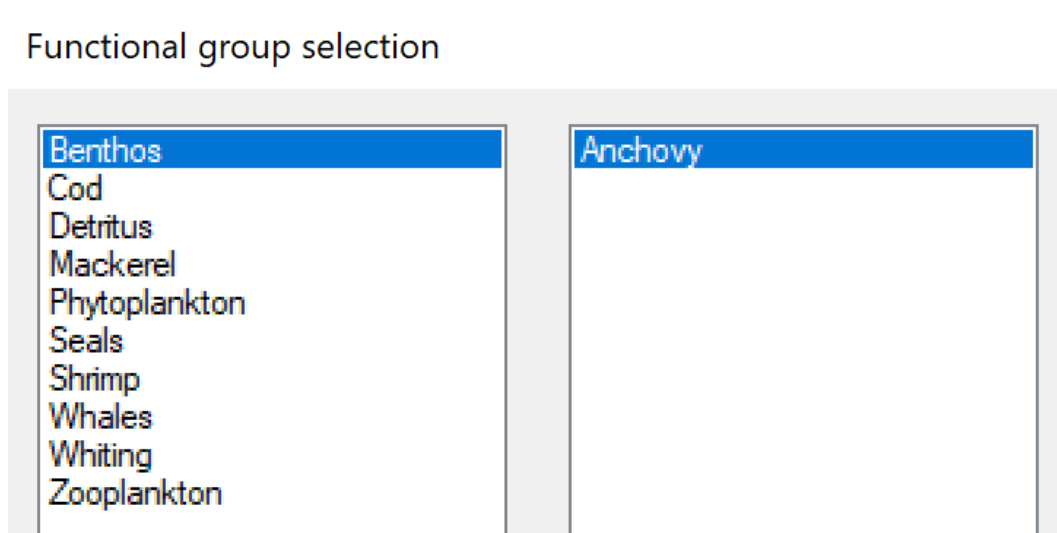 Functional group selection
Benthos
Cod
Detritus
Mackerel
Phytoplankton
Seals
Shrimp
Whales
Whiting
Zooplankton
Anchovy